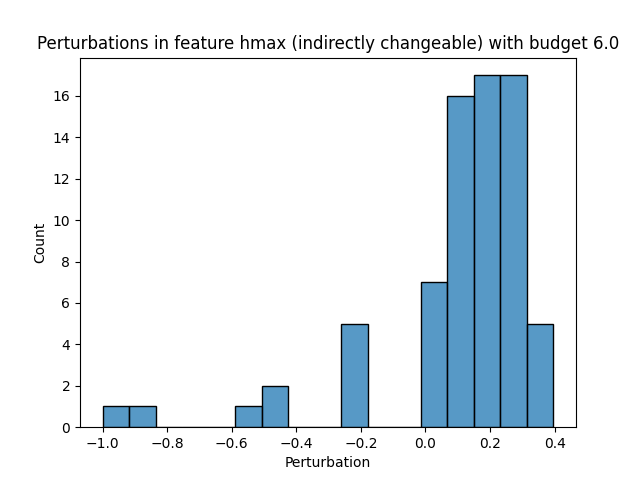 Perturbations in feature hmax (indirectly changeable) with budget 6.0
16
14
12
10
8
6
4
2
0
Count
−1.0 −0.8 −0.6 −0.4 −0.2 0.0 0.2 0.4
Perturbation